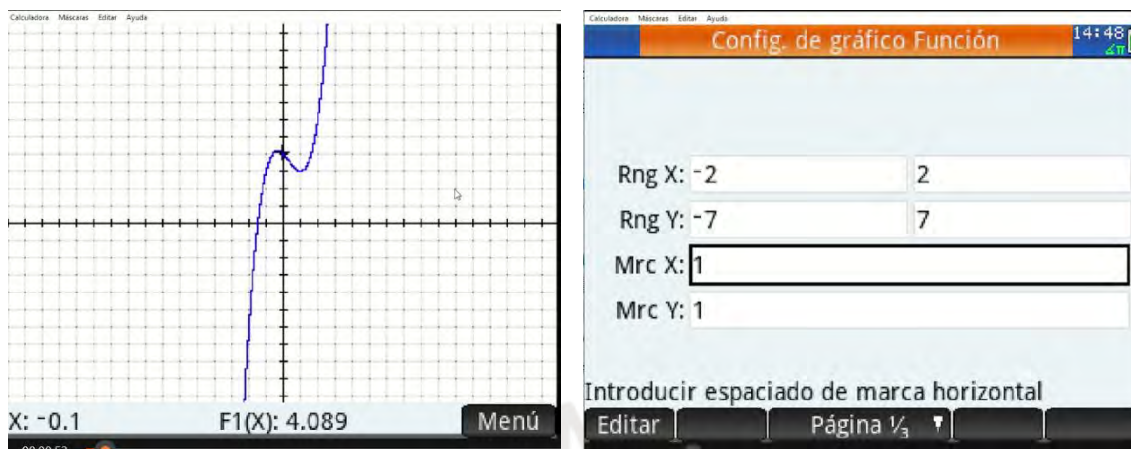 Calculadora Máscaras Editar Ayuda
X: -0.1 F1(X): 4.089 Menú
Calculadora Máscaras Editar Ayuda
Config. de gráfico Función 14:48
∡π
Rng X: -2 2
Rng Y: -7 7
Mrc X: 1
Mrc Y: 1
Introducir espaciado de marca horizontal
Editar Página 1/3